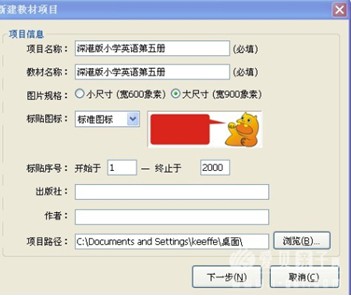 新建教材项目
项目信息
项目名称： 深港版小学英语第五册 (必填)
教材名称： 深港版小学英语第五册 (必填)
图片规格： 小尺寸 (宽600象素) 大尺寸 (宽900象素)
标贴图标： 标准图标
标贴序号： 开始于 1 — 终止于 2000
出版社：
作者：
项目路径： C:\Documents and Settings\keeffe\桌面\ 浏览(B)...
下一步(N) 取消(C)